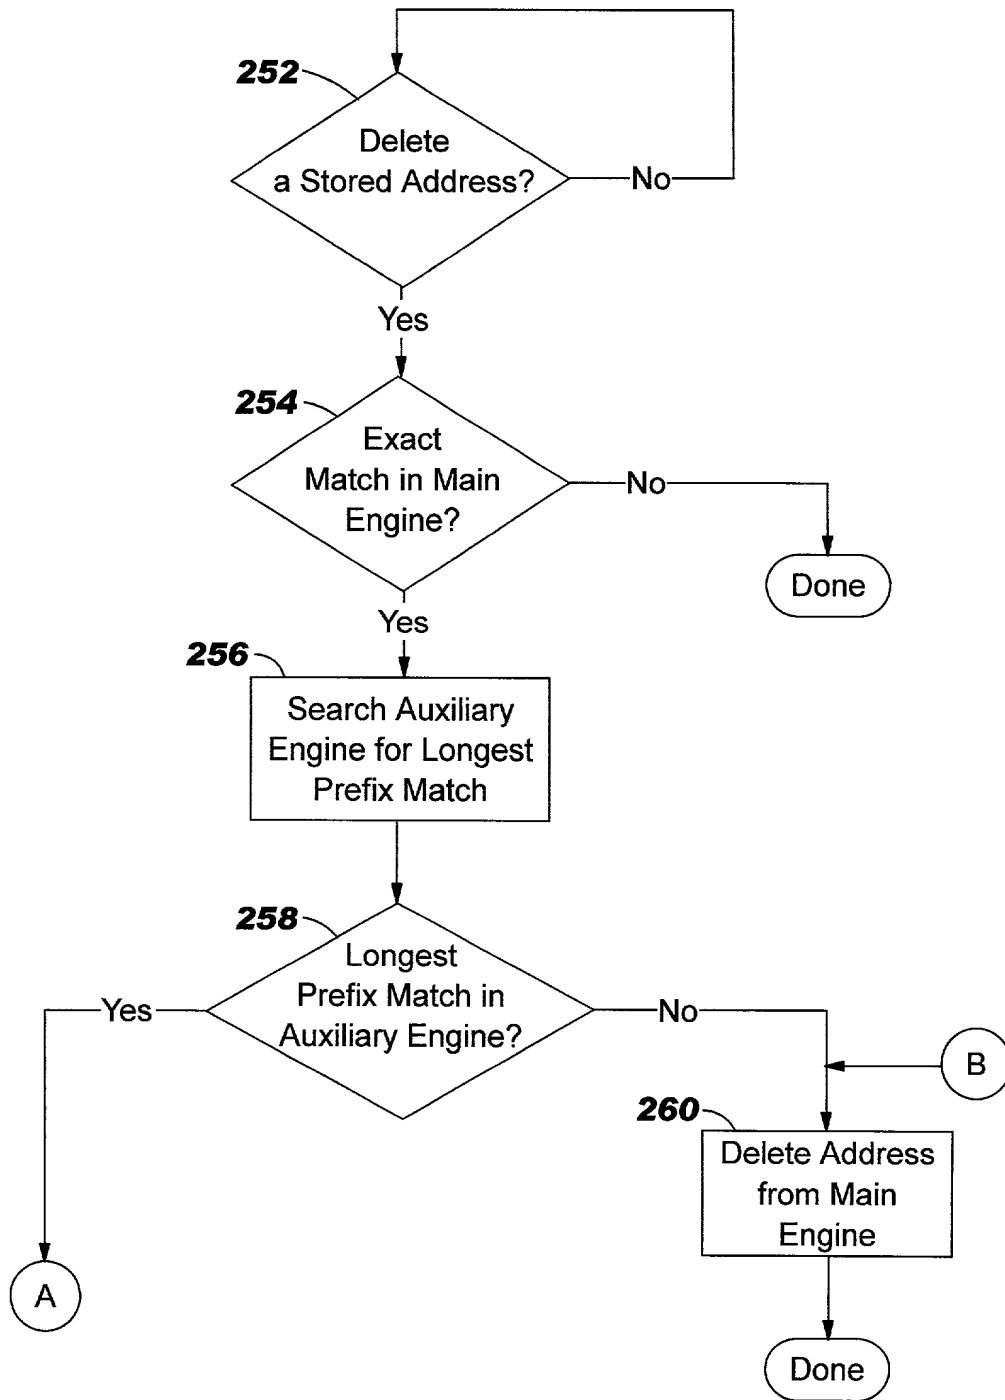 252
Delete
a Stored Address?
No
Yes
254
Exact
Match in Main
Engine?
No
Done
Yes
256
Search Auxiliary
Engine for Longest
Prefix Match
258
Longest
Prefix Match in
Auxiliary Engine?
Yes
No
B
260
Delete Address
from Main
Engine
A
Done